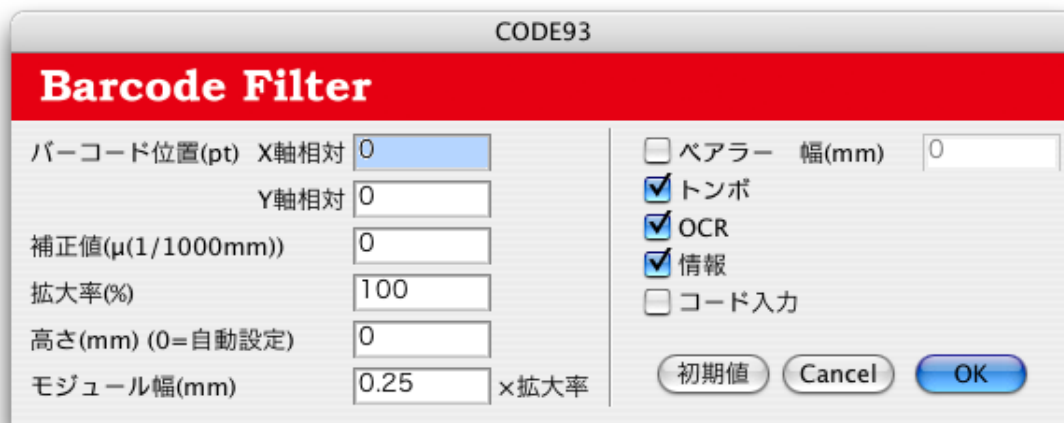 CODE93
Barcode Filter
バーコード位置(pt) X軸相対 0
Y軸相対 0
補正値(μ(1/1000mm)) 0
拡大率(%) 100
高さ(mm) (0=自動設定) 0
モジュール幅(mm) 0.25 ×拡大率
ベアラー 幅(mm) 0
トンボ
OCR
情報
コード入力
初期値 Cancel OK